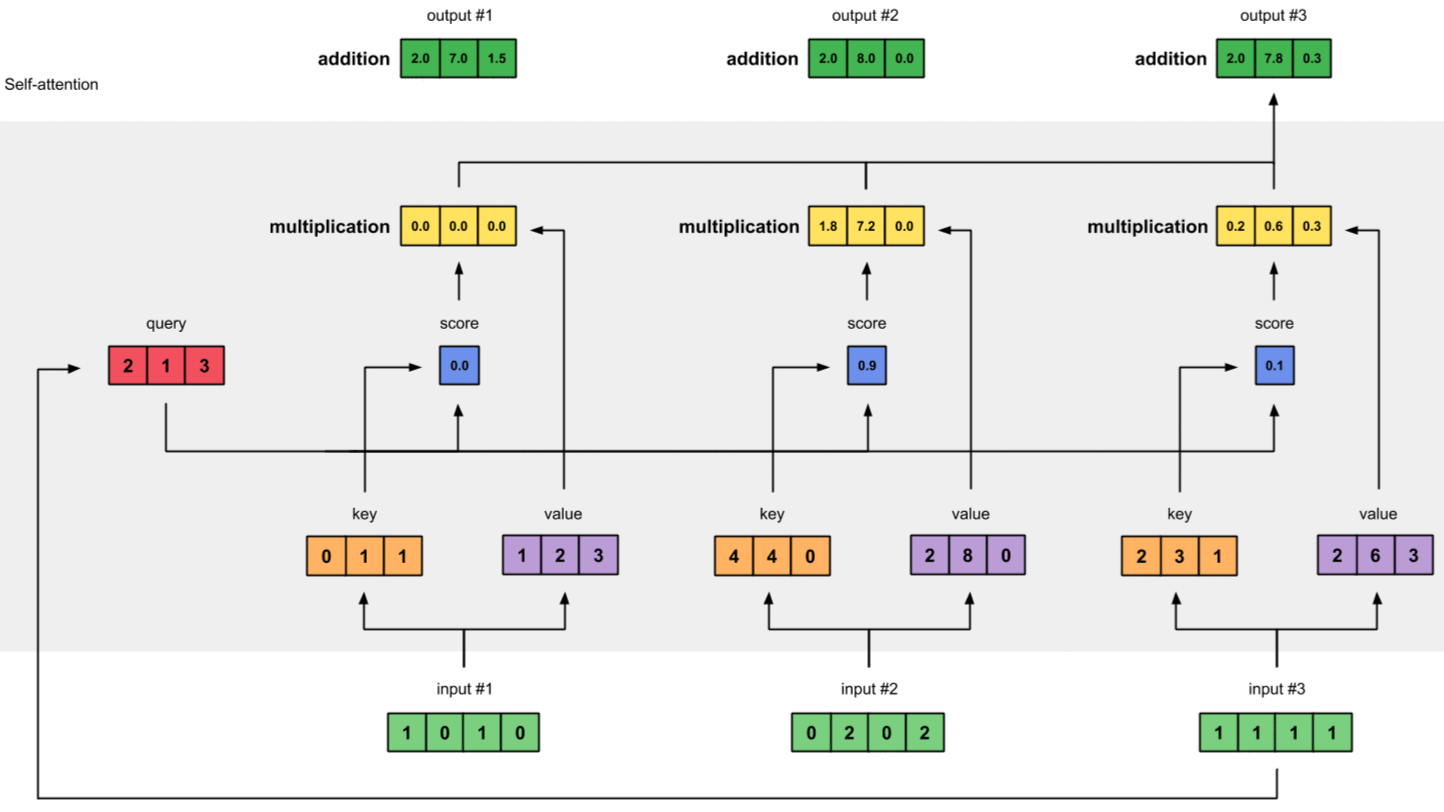 output #1 output #2 output #3
addition 2.0 7.0 1.5 addition 2.0 8.0 0.0 addition 2.0 7.8 0.3
Self-attention
multiplication 0.0 0.0 0.0 multiplication 1.8 7.2 0.0 multiplication 0.2 0.6 0.3
query score score score
2 1 3 0.0 0.9 0.1
key value key value key value
0 1 1 1 2 3 4 4 0 2 8 0 2 3 1 2 6 3
input #1 input #2 input #3
1 0 1 0 0 2 0 2 1 1 1 1